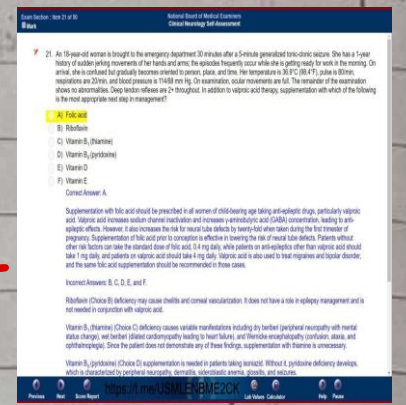 Exam Section : Item 21 of 50
National Board of Medical Examiners
Mark
Clinical Neurology Self-Assessment
21. An 18-year-old woman is brought to the emergency department 30 minutes after a 5-minute generalized tonic-clonic seizure. She has a 1-year
history of sudden jerking movements of her hands and arms; the episodes frequently occur while she is getting ready for work in the morning. On
arrival, she is confused but gradually becomes oriented to person, place, and time. Her temperature is 36.9°C (98.4°F), pulse is 80/min,
respirations are 20/min, and blood pressure is 114/68 mm Hg. On examination, ocular movements are full. The remainder of the examination
shows no abnormalities. Deep tendon reflexes are 2+ throughout. In addition to valproic acid therapy, supplementation with which of the following
is the most appropriate next step in management?
A) Folic acid
B) Riboflavin
C) Vitamin B₁ (thiamine)
D) Vitamin B₆ (pyridoxine)
E) Vitamin D
F) Vitamin E
Correct Answer: A.
Supplementation with folic acid should be prescribed in all women of child-bearing age taking anti-epileptic drugs, particularly valproic
acid. Valproic acid increases sodium channel inactivation and increases γ-aminobutyric acid (GABA) concentration, leading to anti-
epileptic effects. However, it also increases the risk for neural tube defects by twenty-fold when taken during the first trimester of
pregnancy. Supplementation of folic acid prior to conception is effective in lowering the risk of neural tube defects. Patients without
other risk factors can take the standard dose of folic acid, 0.4 mg daily, while patients on anti-epileptics other than valproic acid should
take 1 mg daily, and patients on valproic acid should take 4 mg daily. Valproic acid is also used to treat migraines and bipolar disorder,
and the same folic acid supplementation should be recommended in those cases.
Incorrect Answers: B, C, D, E, and F.
Riboflavin (Choice B) deficiency may cause cheilitis and corneal vascularization. It does not have a role in epilepsy management and is
not needed in conjunction with valproic acid.
Vitamin B₁ (thiamine) (Choice C) deficiency causes variable manifestations including dry beriberi (peripheral neuropathy with mental
status change), wet beriberi (dilated cardiomyopathy leading to heart failure), and Wernicke encephalopathy (confusion, ataxia, and
ophthalmoplegia). Since the patient does not demonstrate any of these findings, supplementation with thiamine is unnecessary.
Vitamin B₆ (pyridoxine) (Choice D) supplementation is needed in patients taking isoniazid. Without it, pyridoxine deficiency develops,
which is characterized by peripheral neuropathy, dermatitis, sideroblastic anemia, glossitis, and seizures.
https://t.me/USMLENBME2CK
Previous Next Score Report Lab Values Calculator Help Pause